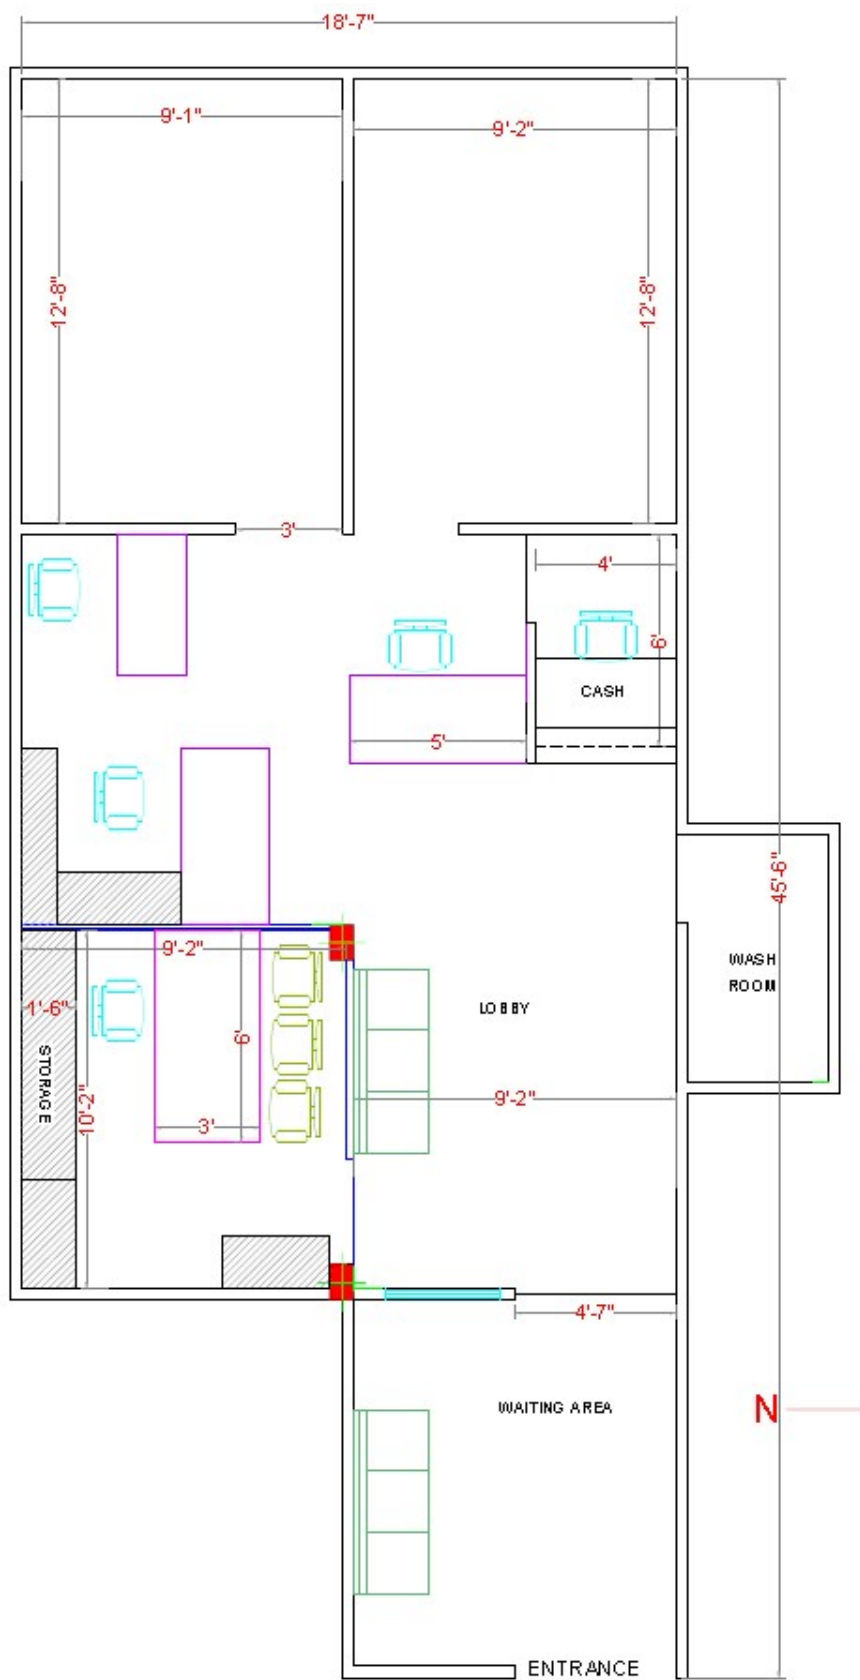 18'-7"
9'-1"
9'-2"
12'-8"
12'-8"
3'
4'
6'
CASH
5'
45'-6"
9'-2"
WASH
ROOM
1'-6"
LOBBY
6'
STORAGE
10'-2"
9'-2"
3'
4'-7"
WAITING AREA
N
ENTRANCE